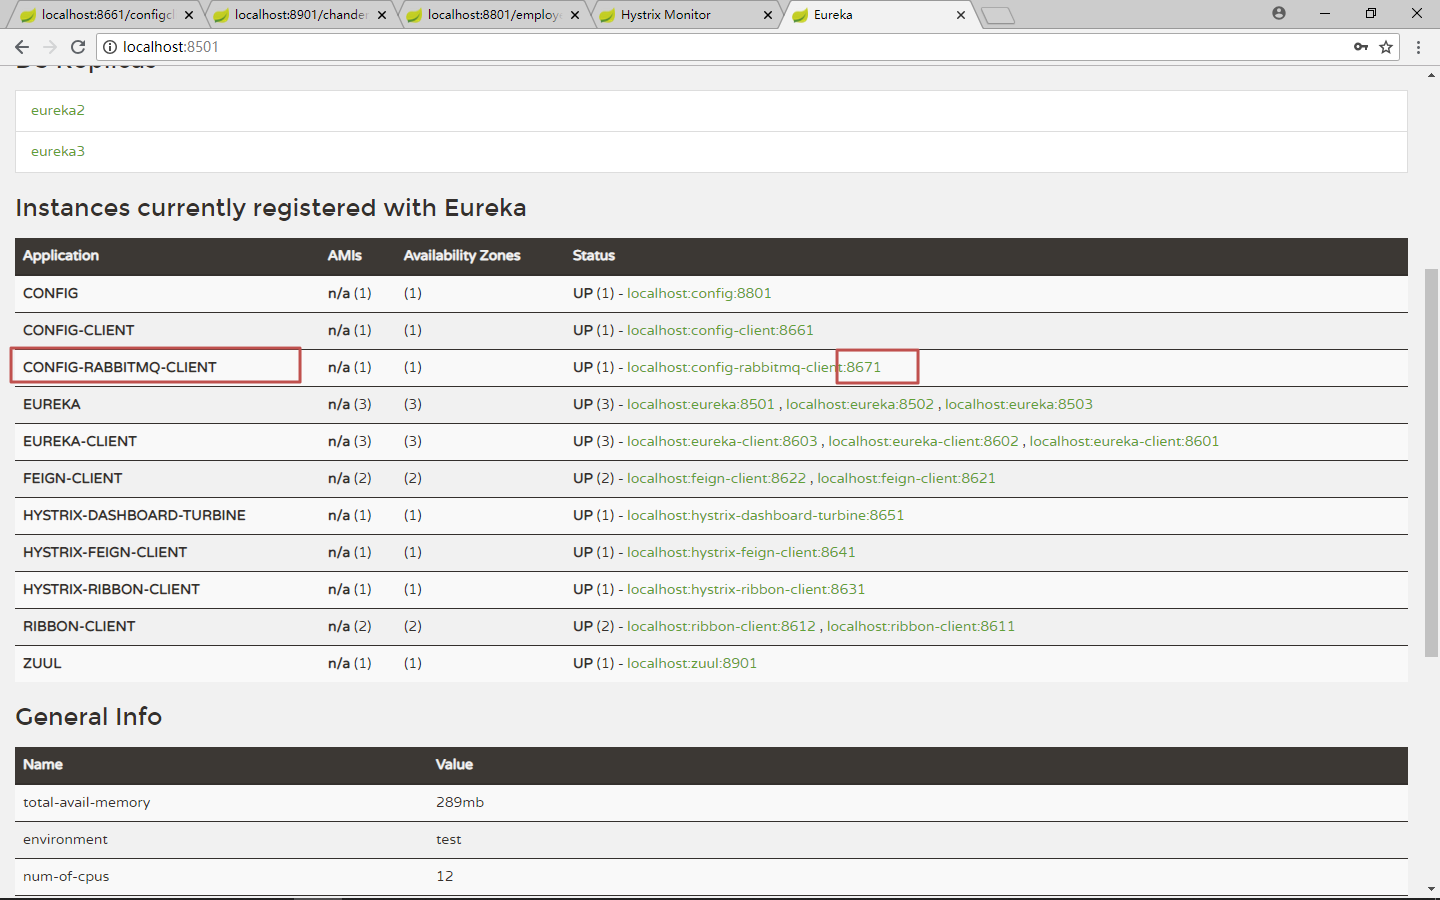 localhost:8661/configcl
localhost:8901/chander
localhost:8801/employe
Hystrix Monitor
Eureka
localhost:8501
eureka2
eureka3
Instances currently registered with Eureka
Application AMIs Availability Zones Status
CONFIG n/a (1) (1) UP (1) - localhost:config:8801
CONFIG-CLIENT n/a (1) (1) UP (1) - localhost:config-client:8661
CONFIG-RABBITMQ-CLIENT n/a (1) (1) UP (1) - localhost:config-rabbitmq-client:8671
EUREKA n/a (3) (3) UP (3) - localhost:eureka:8501 , localhost:eureka:8502 , localhost:eureka:8503
EUREKA-CLIENT n/a (3) (3) UP (3) - localhost:eureka-client:8603 , localhost:eureka-client:8602 , localhost:eureka-client:8601
FEIGN-CLIENT n/a (2) (2) UP (2) - localhost:feign-client:8622 , localhost:feign-client:8621
HYSTRIX-DASHBOARD-TURBINE n/a (1) (1) UP (1) - localhost:hystrix-dashboard-turbine:8651
HYSTRIX-FEIGN-CLIENT n/a (1) (1) UP (1) - localhost:hystrix-feign-client:8641
HYSTRIX-RIBBON-CLIENT n/a (1) (1) UP (1) - localhost:hystrix-ribbon-client:8631
RIBBON-CLIENT n/a (2) (2) UP (2) - localhost:ribbon-client:8612 , localhost:ribbon-client:8611
ZUUL n/a (1) (1) UP (1) - localhost:zuul:8901
General Info
Name Value
total-avail-memory 289mb
environment test
num-of-cpus 12